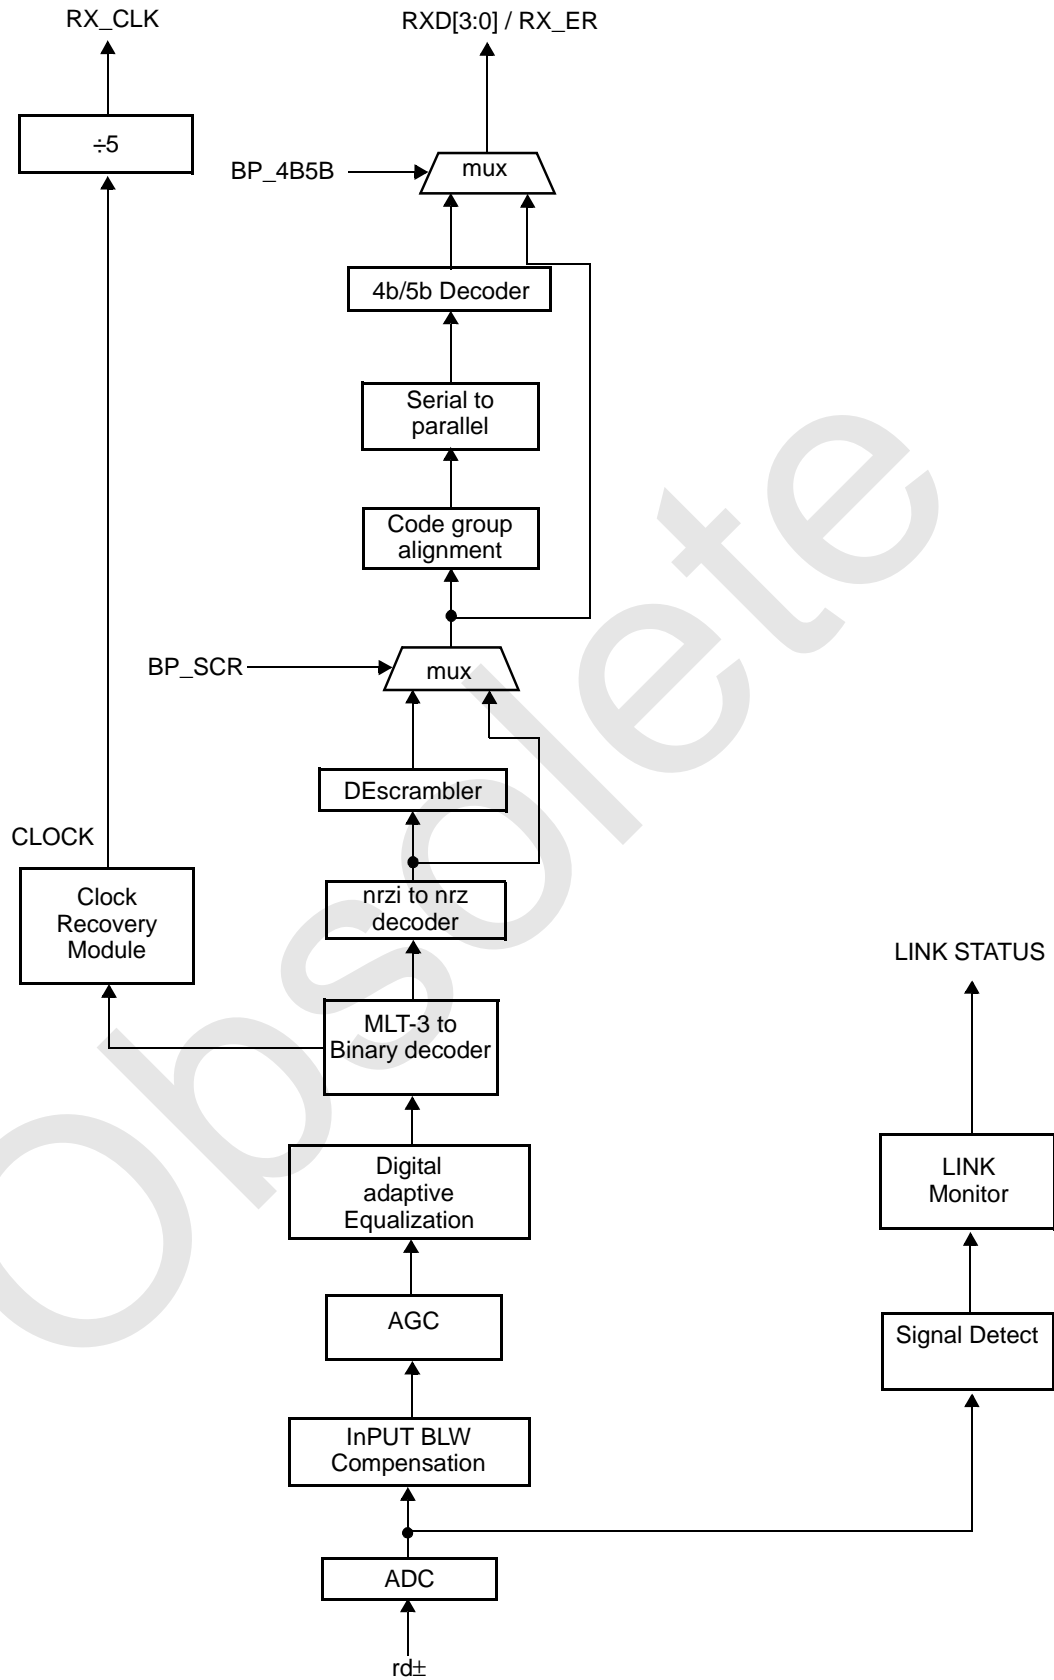 RX_CLK
RXD[3:0] / RX_ER
÷5
BP_4B5B
mux
4b/5b Decoder
Serial to
parallel
Code group
alignment
BP_SCR
mux
DEscrambler
CLOCK
nrzi to nrz
decoder
Clock
Recovery
Module
LINK STATUS
MLT-3 to
Binary decoder
Digital
adaptive
Equalization
LINK
Monitor
AGC
Signal Detect
InPUT BLW
Compensation
ADC
rd±
Obsolete